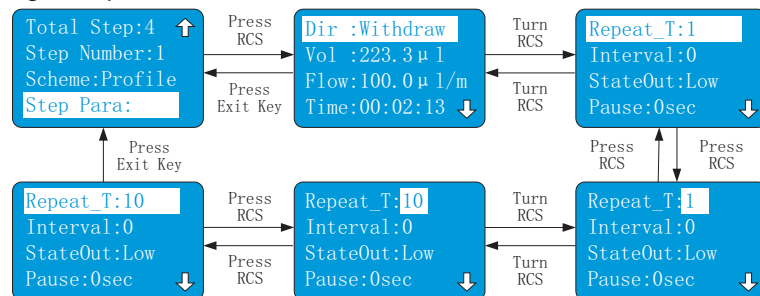 Total Step:4
Step Number:1
Scheme:Profile
Step Para:
Press
RCS
Press
Exit Key
Dir :Withdraw
Vol :223.3μl
Flow:100.0μl/m
Time:00:02:13
Turn
RCS
Turn
RCS
Repeat_T:1
Interval:0
StateOut:Low
Pause:0sec
Press
Exit Key
Press
RCS
Press
RCS
Repeat_T:10
Interval:0
StateOut:Low
Pause:0sec
Press
RCS
Press
RCS
Repeat_T:10
Interval:0
StateOut:Low
Pause:0sec
Turn
RCS
Turn
RCS
Repeat_T:1
Interval:0
StateOut:Low
Pause:0sec